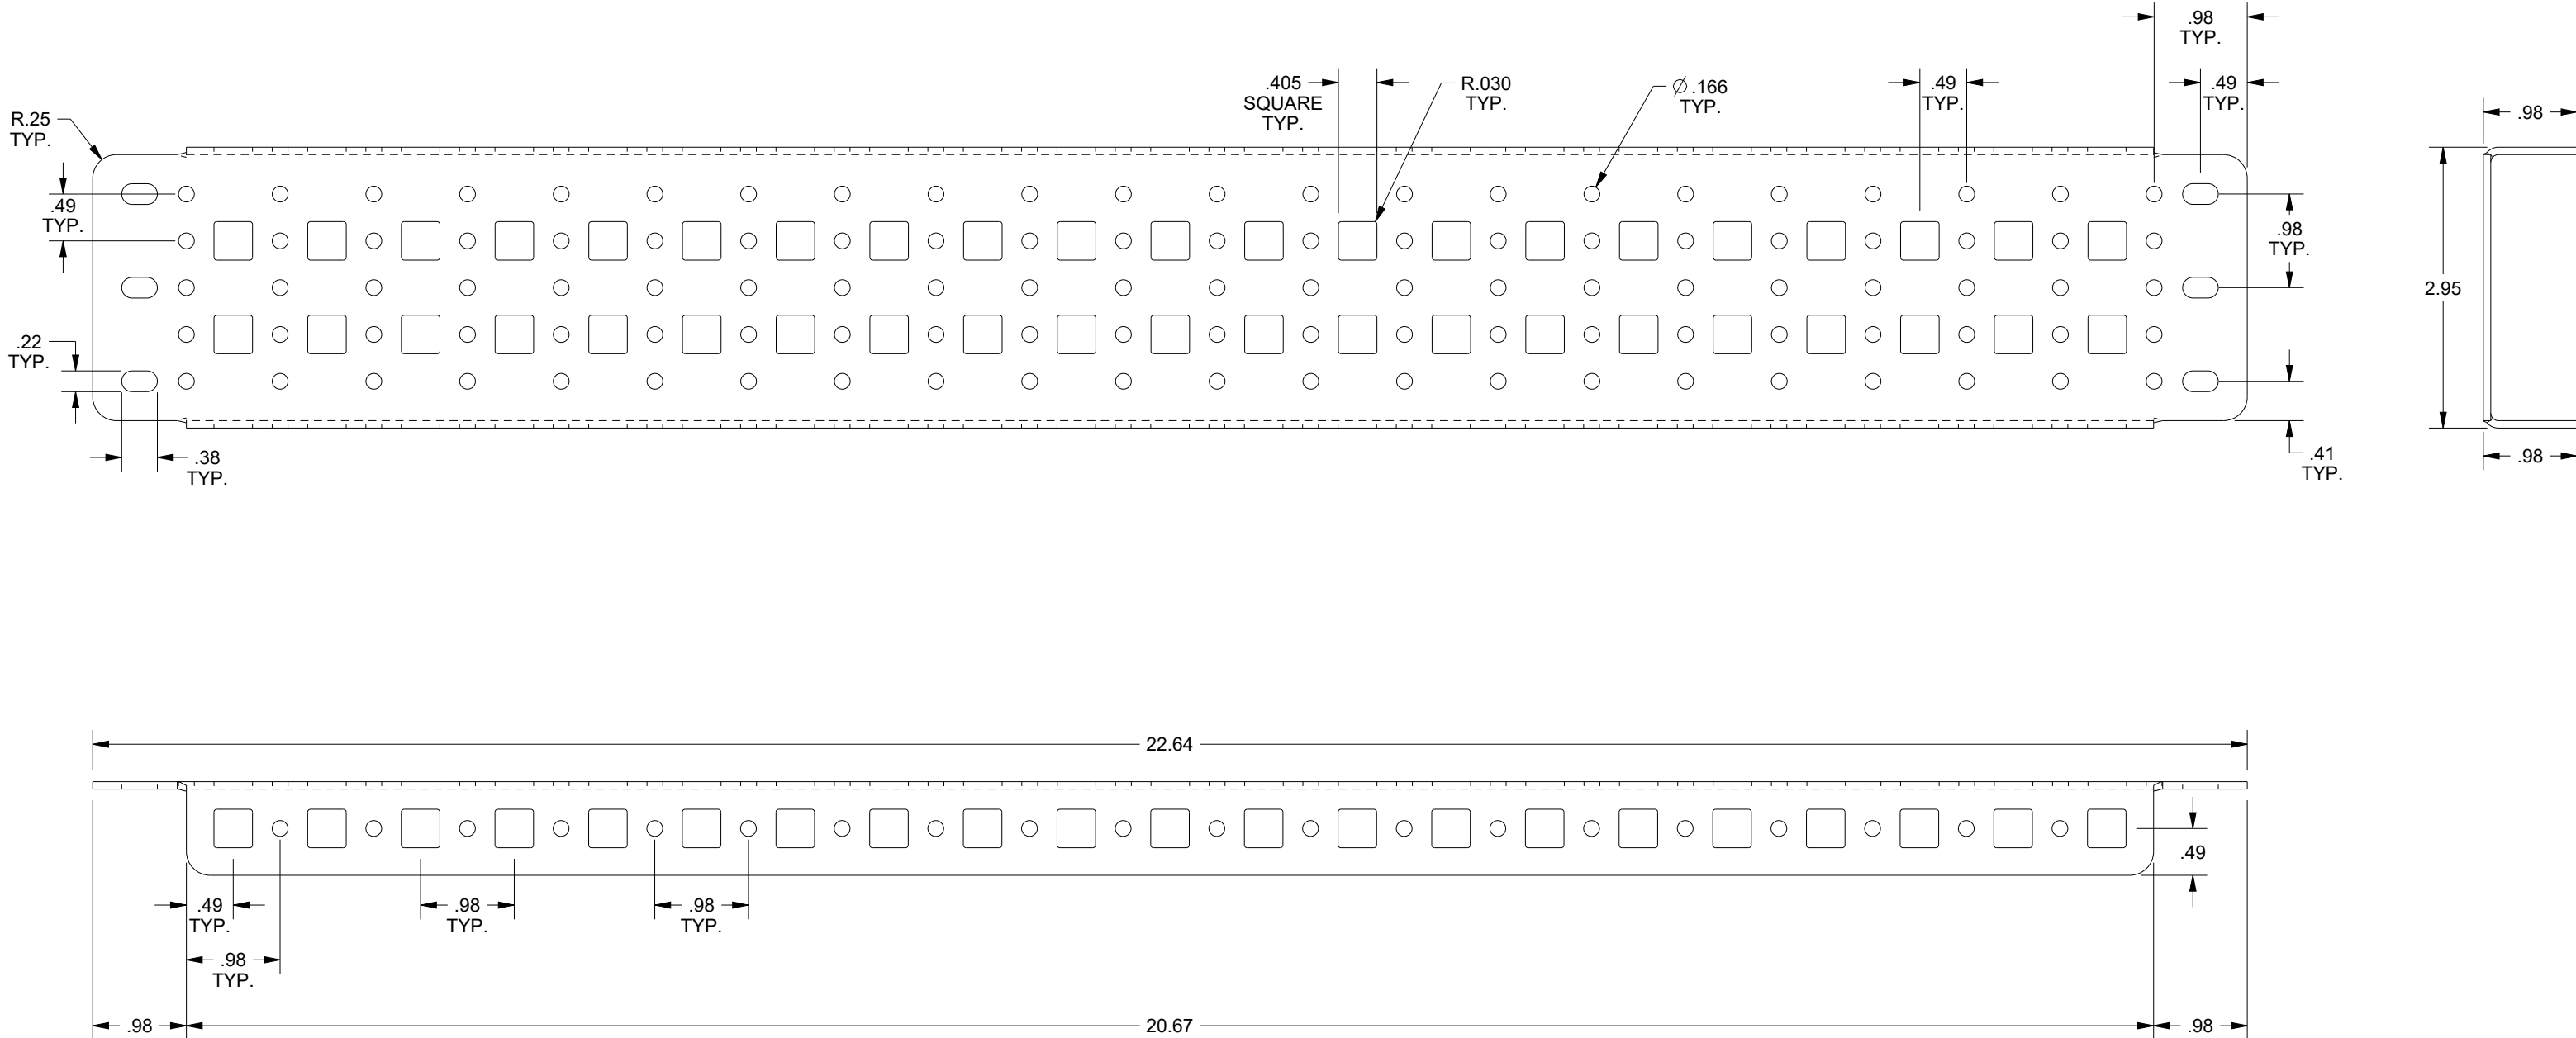 .98
TYP.
.405
SQUARE
TYP.
R.030
TYP.
Ø.166
TYP.
.49
TYP.
.49
TYP.
.98
R.25
TYP.
.49
TYP.
.98
TYP.
2.95
.22
TYP.
.38
TYP.
.41
TYP.
.98
22.64
.49
.49
TYP.
.98
TYP.
.98
TYP.
.98
TYP.
.98
20.67
.98